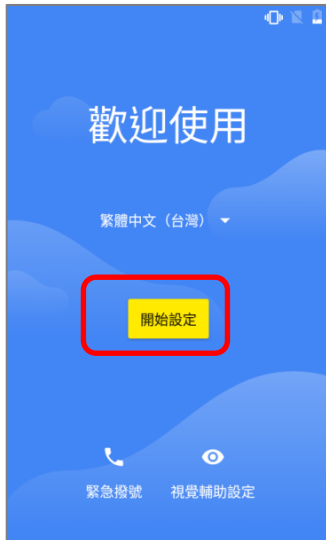 歡迎使用
繁體中文（台灣）
開始設定
緊急撥號 視覺輔助設定